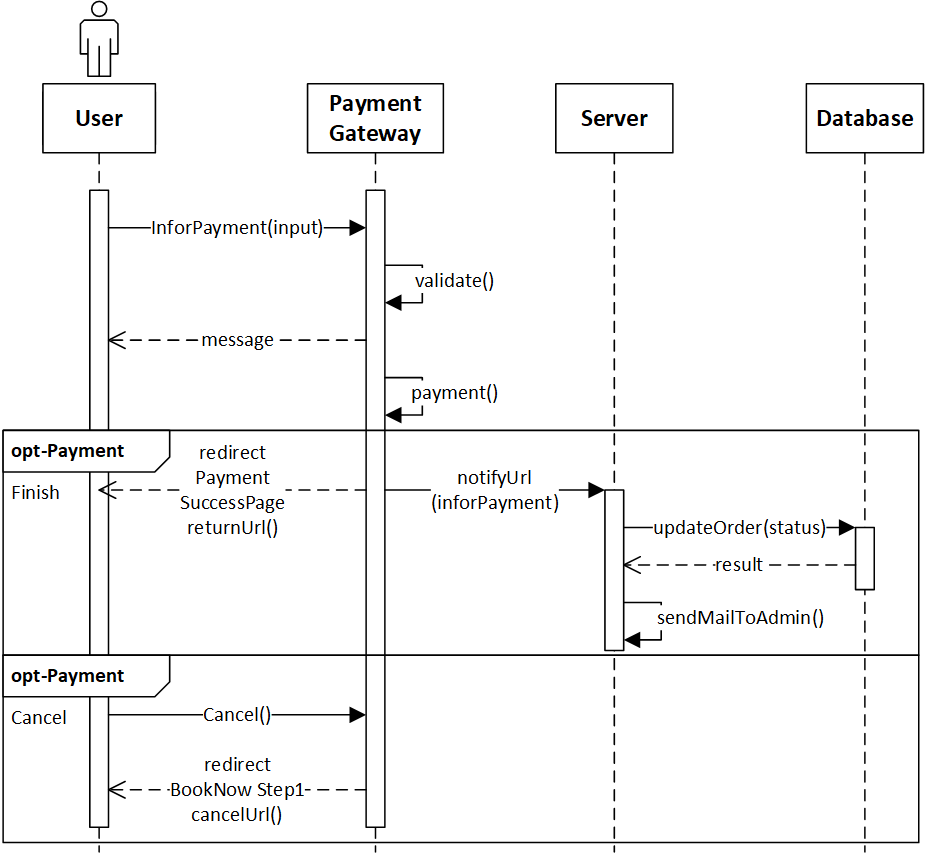 User
Payment
Gateway
Server
Database
InforPayment(input)
validate()
message
payment()
opt-Payment
Finish
redirect
Payment
SuccessPage
returnUrl()
notifyUrl
(inforPayment)
updateOrder(status)
result
sendMailToAdmin()
opt-Payment
Cancel
Cancel()
redirect
BookNow Step1
cancelUrl()